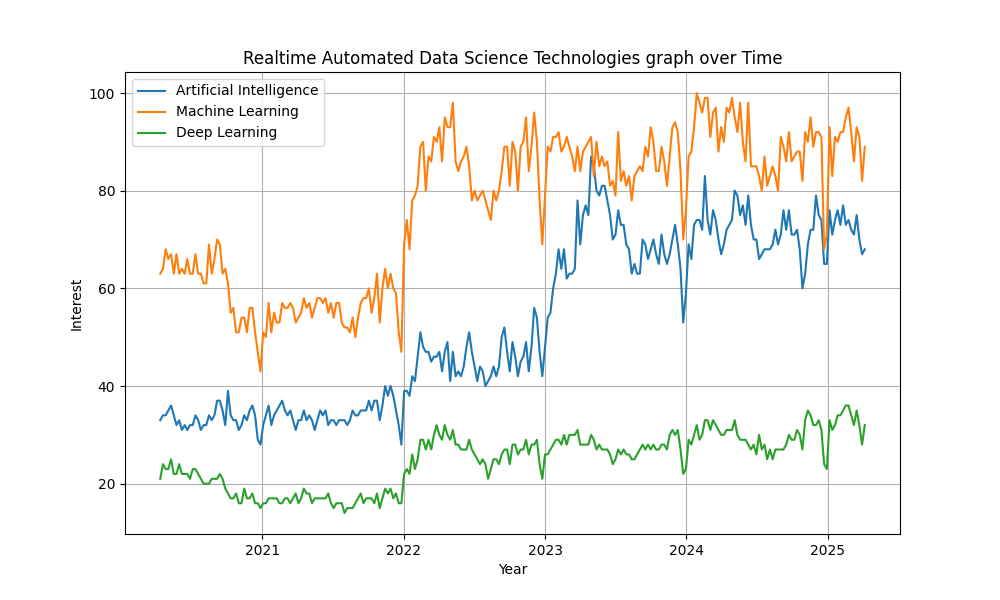 Realtime Automated Data Science Technologies graph over Time
Artificial Intelligence
Machine Learning
Deep Learning
100
80
60
40
20
Interest
2021 2022 2023 2024 2025
Year